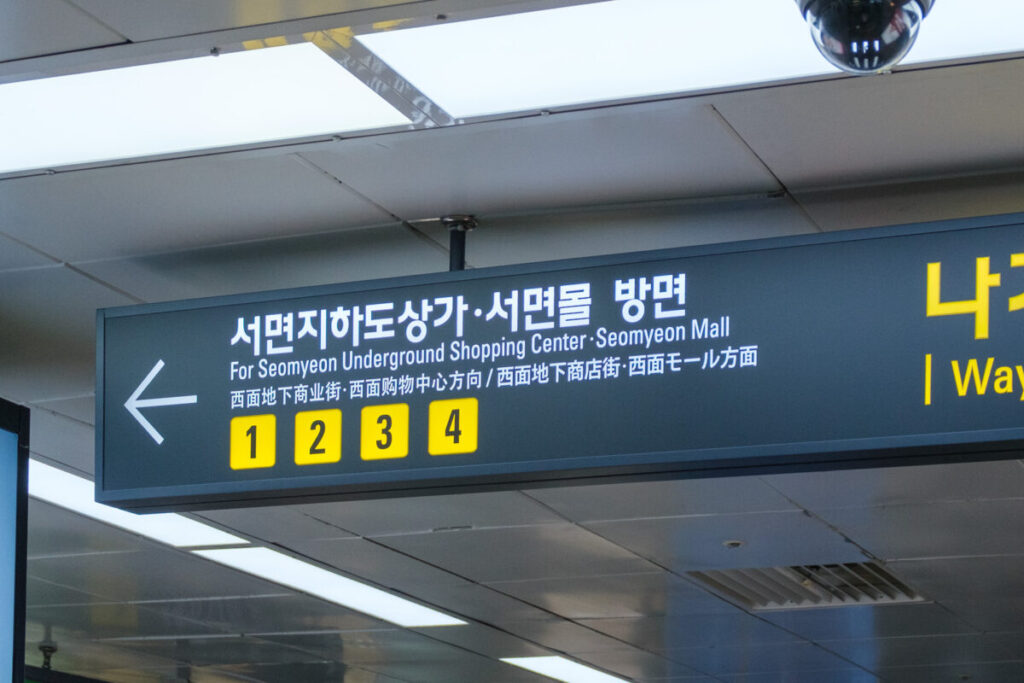 서면지하도상가·서면몰 방면
For Seomyeon Underground Shopping Center·Seomyeon Mall
西面地下商业街·西面购物中心方向 / 西面地下商店街·西面モール方面
1 2 3 4
나가
Way